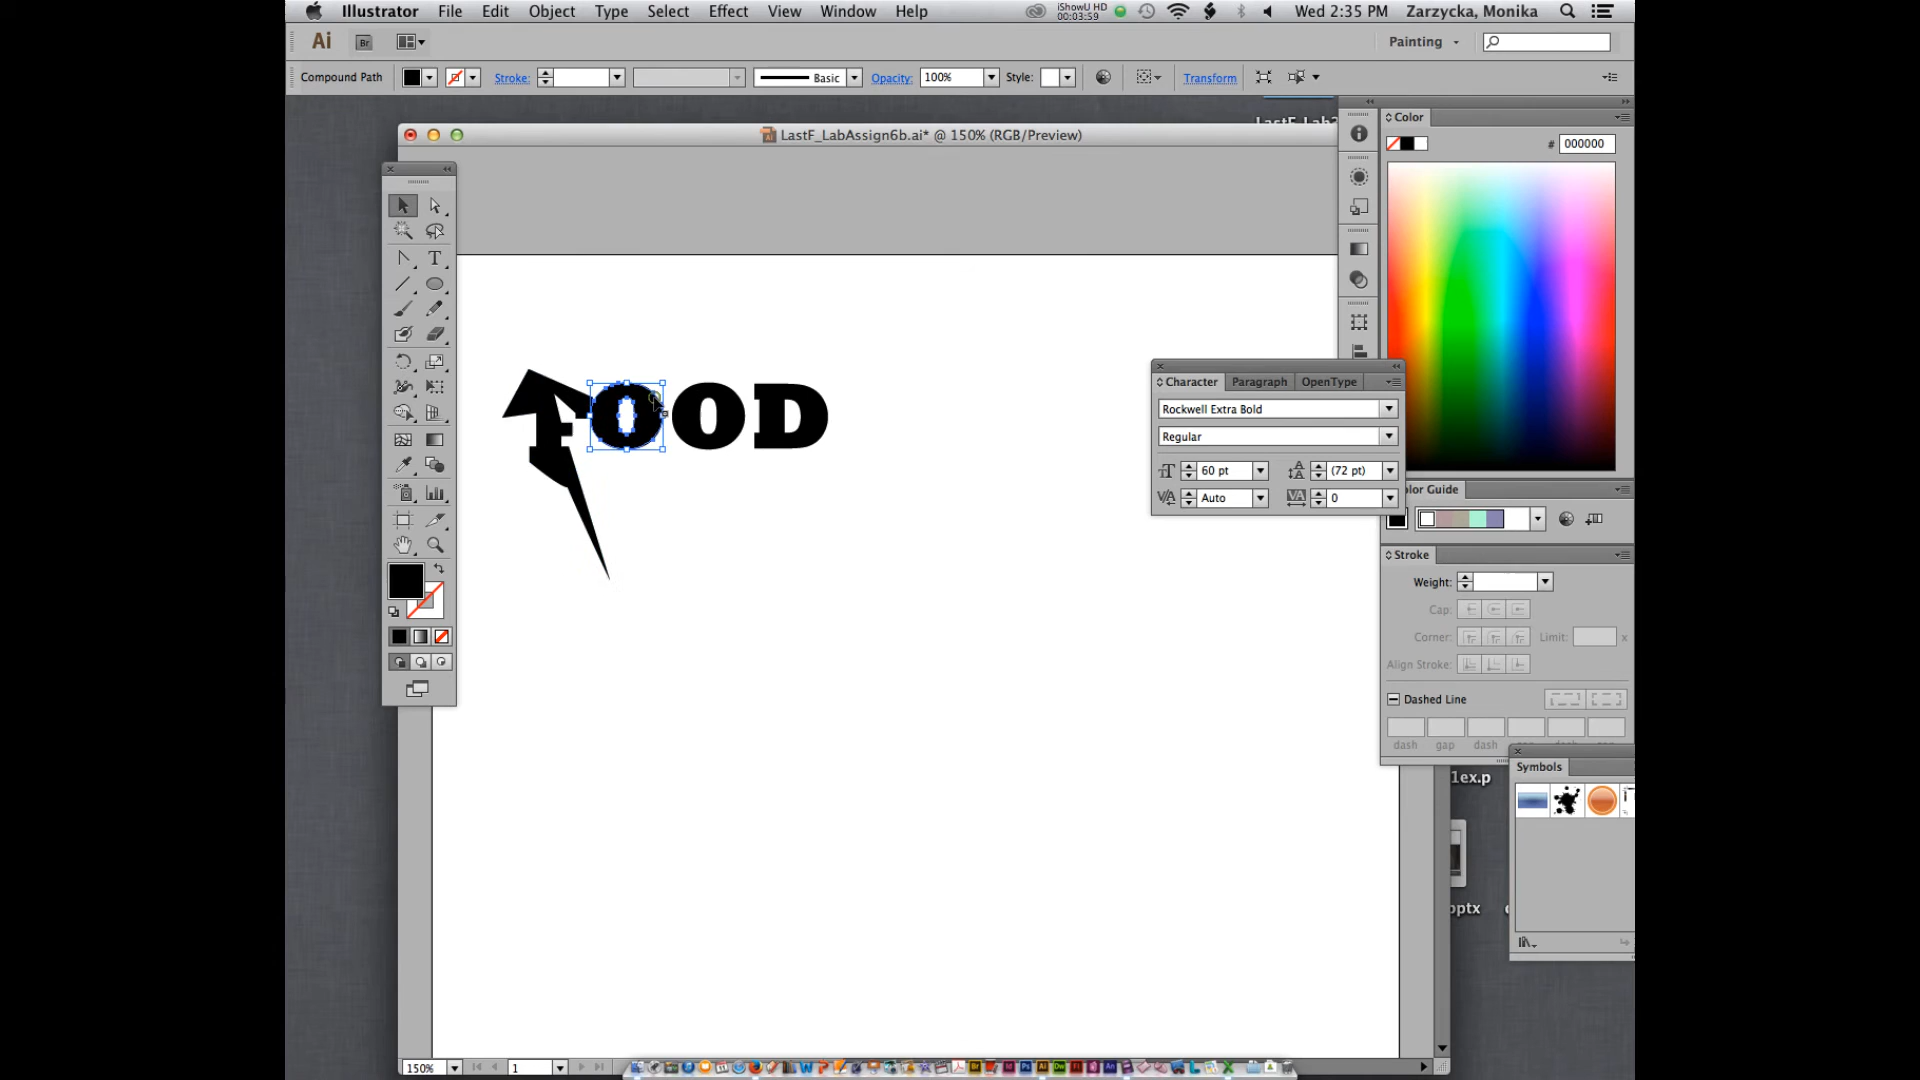 Illustrator File Edit Object Type Select Effect View Window Help iShowU HD 00:03:59 Wed 2:35 PM Zarzycka, Monika
Ai Br Painting
Compound Path Stroke: Basic Opacity: 100% Style: Transform
LastF_LabAssign6b.ai* @ 150% (RGB/Preview)
Color
# 000000
FOOD
Character Paragraph OpenType
Rockwell Extra Bold
Regular
60 pt (72 pt)
Auto 0
olor Guide
Stroke
Weight:
Cap:
Corner: Limit: x
Align Stroke:
Dashed Line
dash gap dash
Symbols
1ex.p
pptx
150% 1